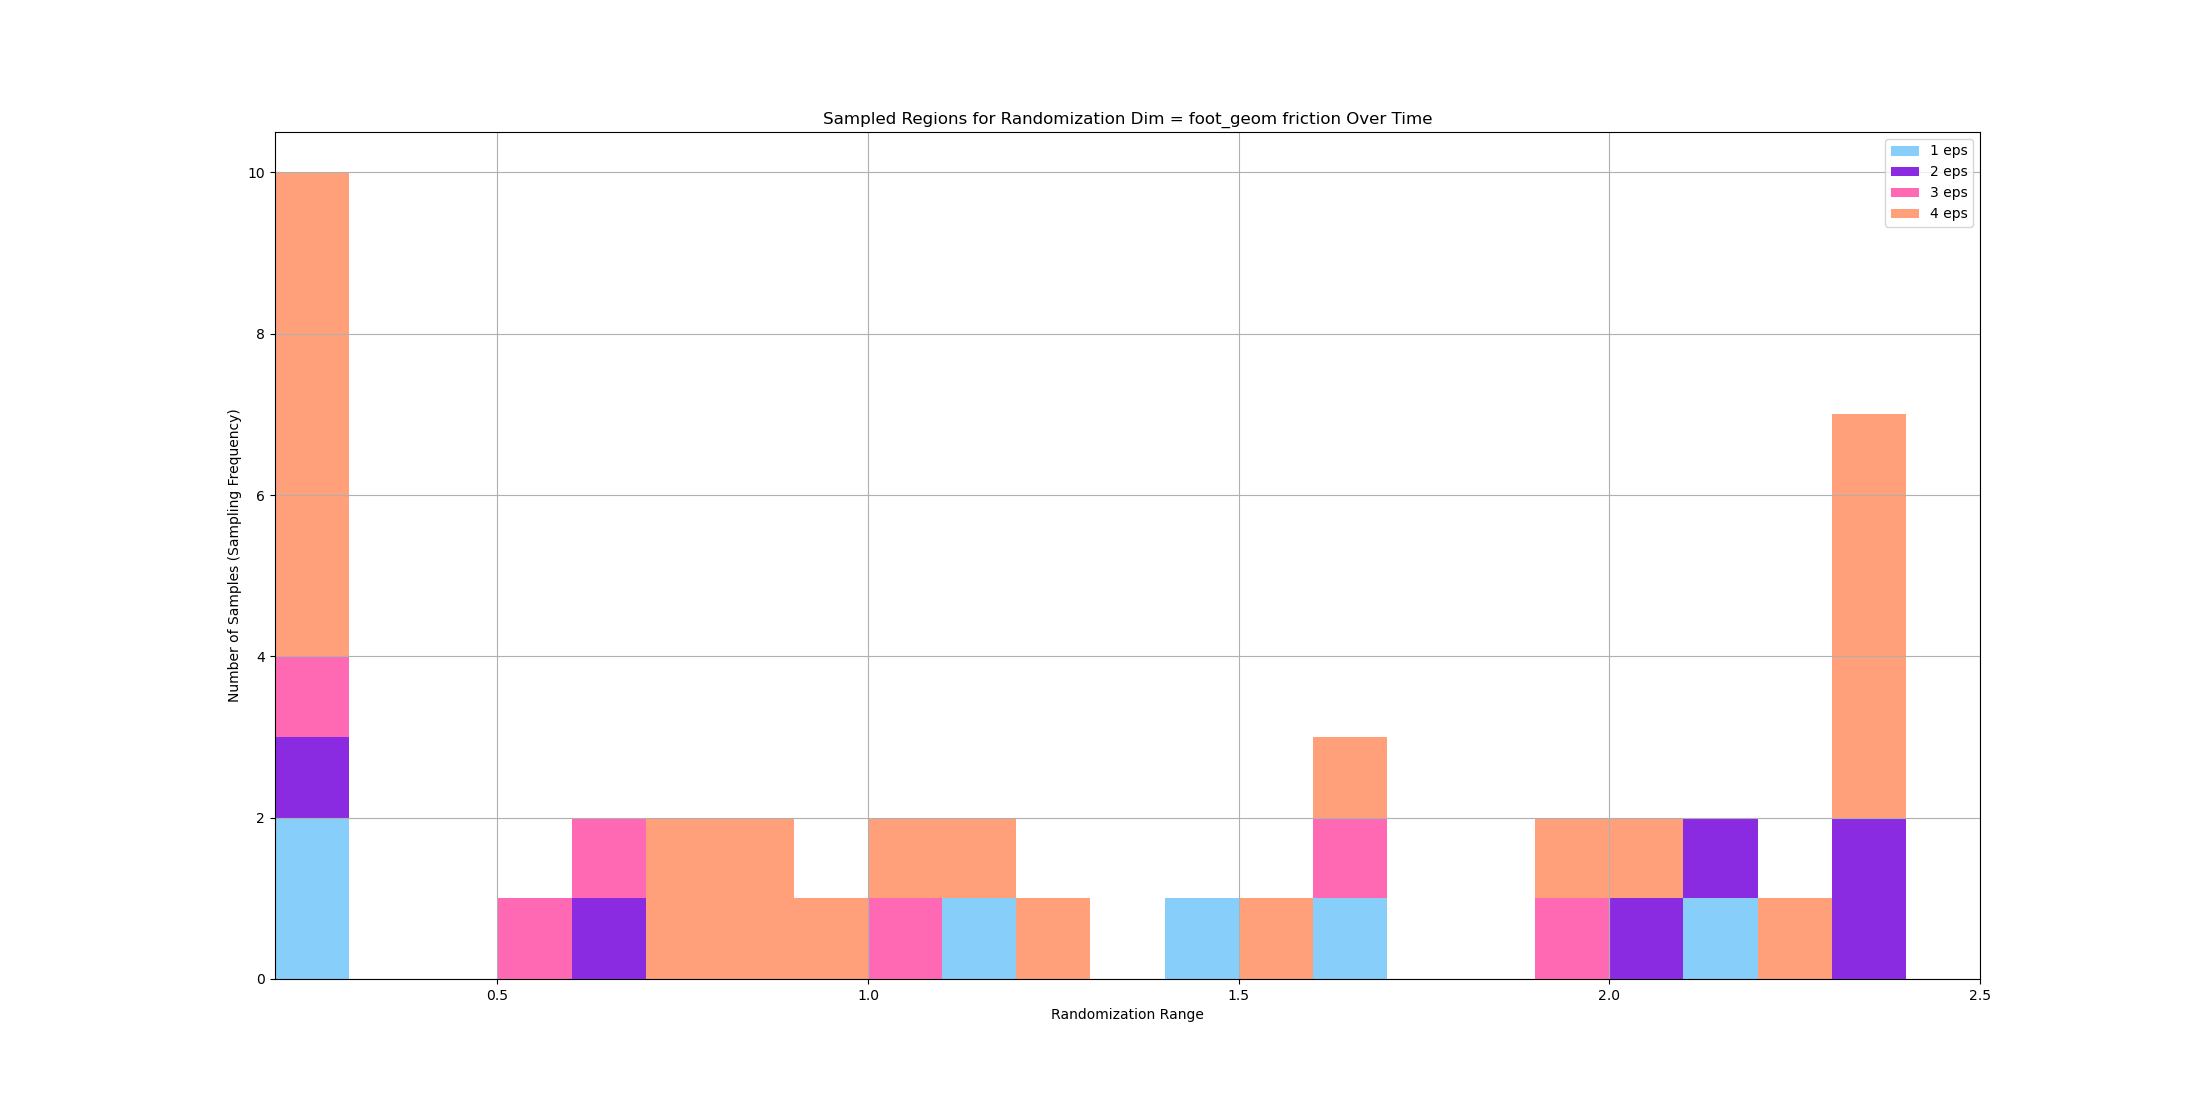 Sampled Regions for Randomization Dim = foot_geom friction Over Time
1 eps
2 eps
3 eps
4 eps
Number of Samples (Sampling Frequency)
10
8
6
4
2
0
0.5 1.0 1.5 2.0 2.5
Randomization Range